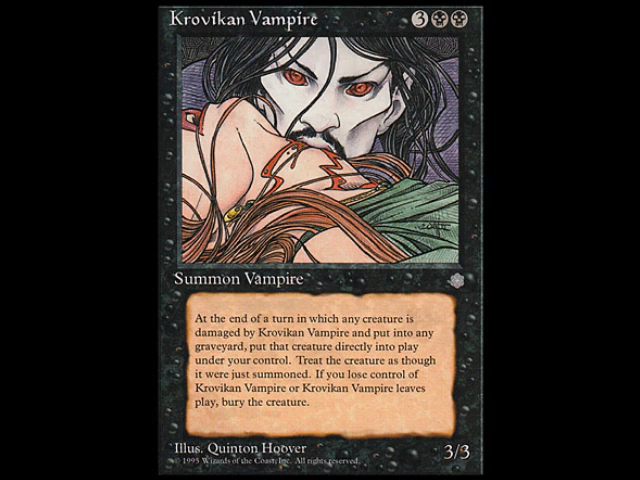 Krovikan Vampire 3
Summon Vampire
At the end of a turn in which any creature is
damaged by Krovikan Vampire and put into any
graveyard, put that creature directly into play
under your control. Treat the creature as though
it were just summoned. If you lose control of
Krovikan Vampire or Krovikan Vampire leaves
play, bury the creature.
Illus. Quinton Hoover
3/3
© 1995 Wizards of the Coast, Inc. All rights reserved.